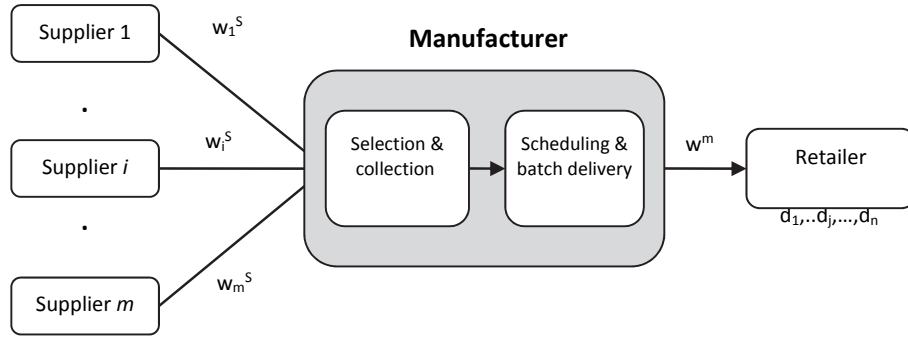 Supplier 1
w₁ˢ
Manufacturer
.
Supplier i
wᵢˢ
Selection &
collection
Scheduling &
batch delivery
wᵐ
Retailer
d₁,..dⱼ,...,dₙ
.
Supplier m
wₘˢ